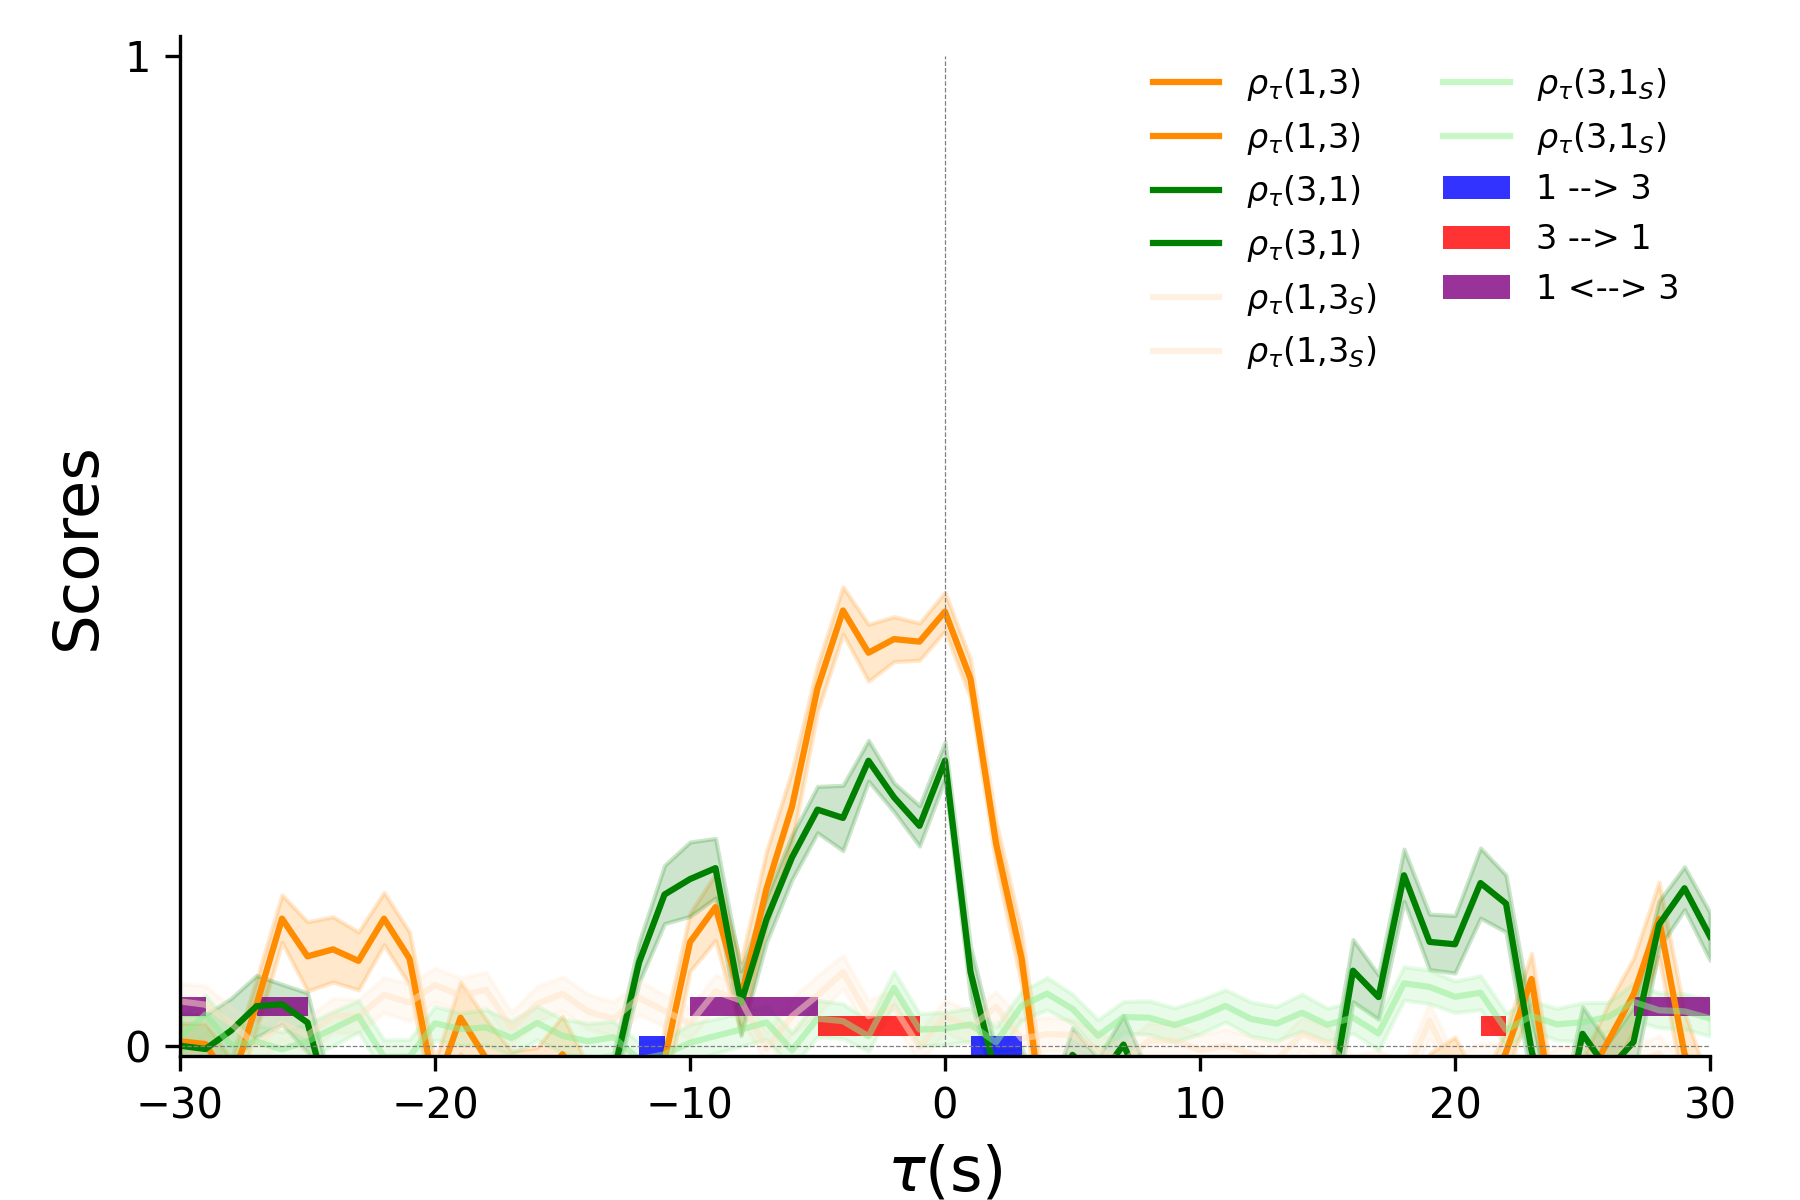 1
ρτ(1,3)
ρτ(1,3)
ρτ(3,1)
ρτ(3,1)
ρτ(1,3S)
ρτ(1,3S)
ρτ(3,1S)
ρτ(3,1S)
1 --> 3
3 --> 1
1 <--> 3
Scores
0
−30 −20 −10 0 10 20 30
τ(s)